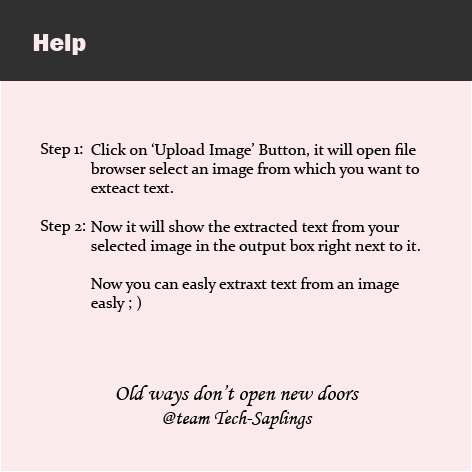 Help
Step 1: Click on ‘Upload Image’ Button, it will open file
browser select an image from which you want to
exteact text.
Step 2: Now it will show the extracted text from your
selected image in the output box right next to it.
Now you can easly extraxt text from an image
easly ; )
Old ways don’t open new doors
@team Tech-Saplings